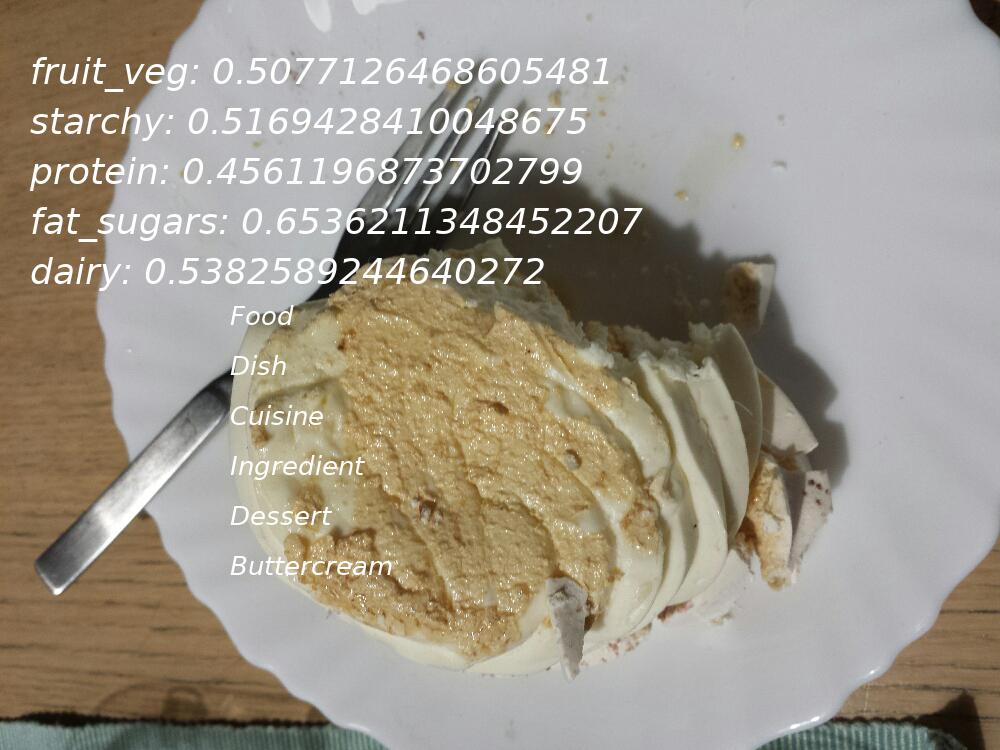 fruit_veg: 0.5077126468605481
starchy: 0.5169428410048675
protein: 0.4561196873702799
fat_sugars: 0.6536211348452207
dairy: 0.5382589244640272
Food
Dish
Cuisine
Ingredient
Dessert
Buttercream